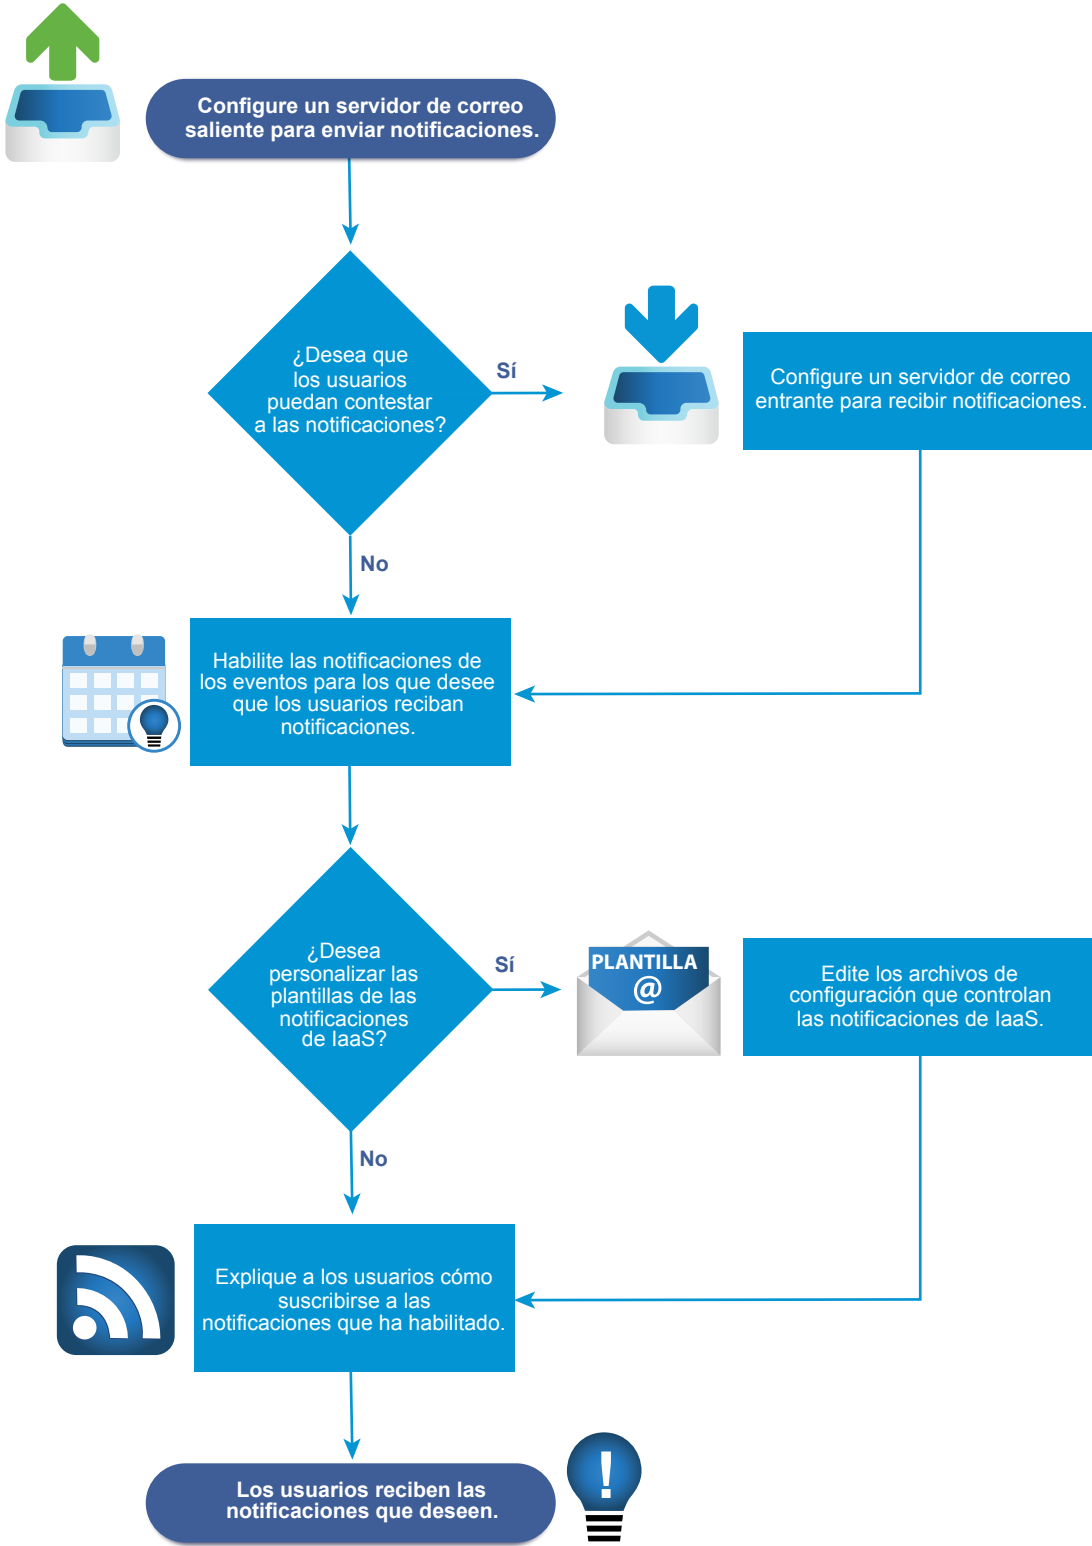 Configure un servidor de correo
saliente para enviar notificaciones.
¿Desea que
los usuarios
puedan contestar
a las notificaciones?
Sí
Configure un servidor de correo
entrante para recibir notificaciones.
No
Habilite las notificaciones de
los eventos para los que desee
que los usuarios reciban
notificaciones.
¿Desea
personalizar las
plantillas de las
notificaciones
de IaaS?
Sí
PLANTILLA
@
Edite los archivos de
configuración que controlan
las notificaciones de IaaS.
No
Explique a los usuarios cómo
suscribirse a las
notificaciones que ha habilitado.
Los usuarios reciben las
notificaciones que deseen.
!